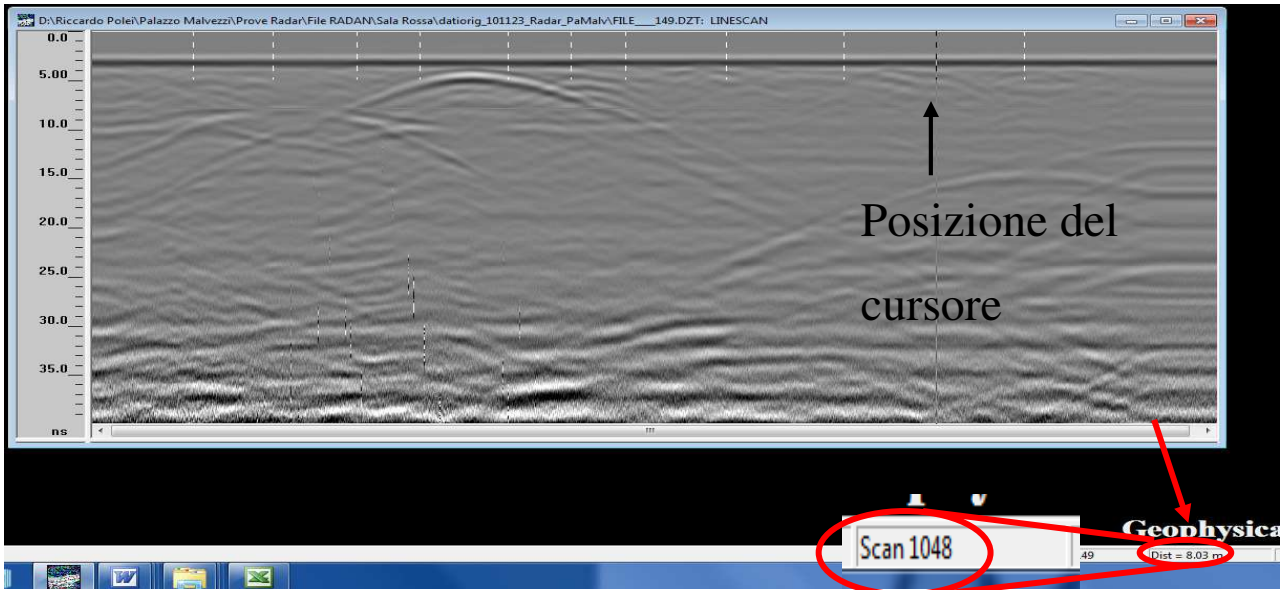 D:\Riccardo Polei\Palazzo Malvezzi\Prove Radar\File RADAN\Sala Rossa\datiorig_101123_Radar_PaMalv\FILE___149.DZT: LINESCAN
0.0
5.00
10.0
15.0
20.0
25.0
30.0
35.0
ns
Posizione del
cursore
Geophysica
Scan 1048
49
Dist = 8.03 m